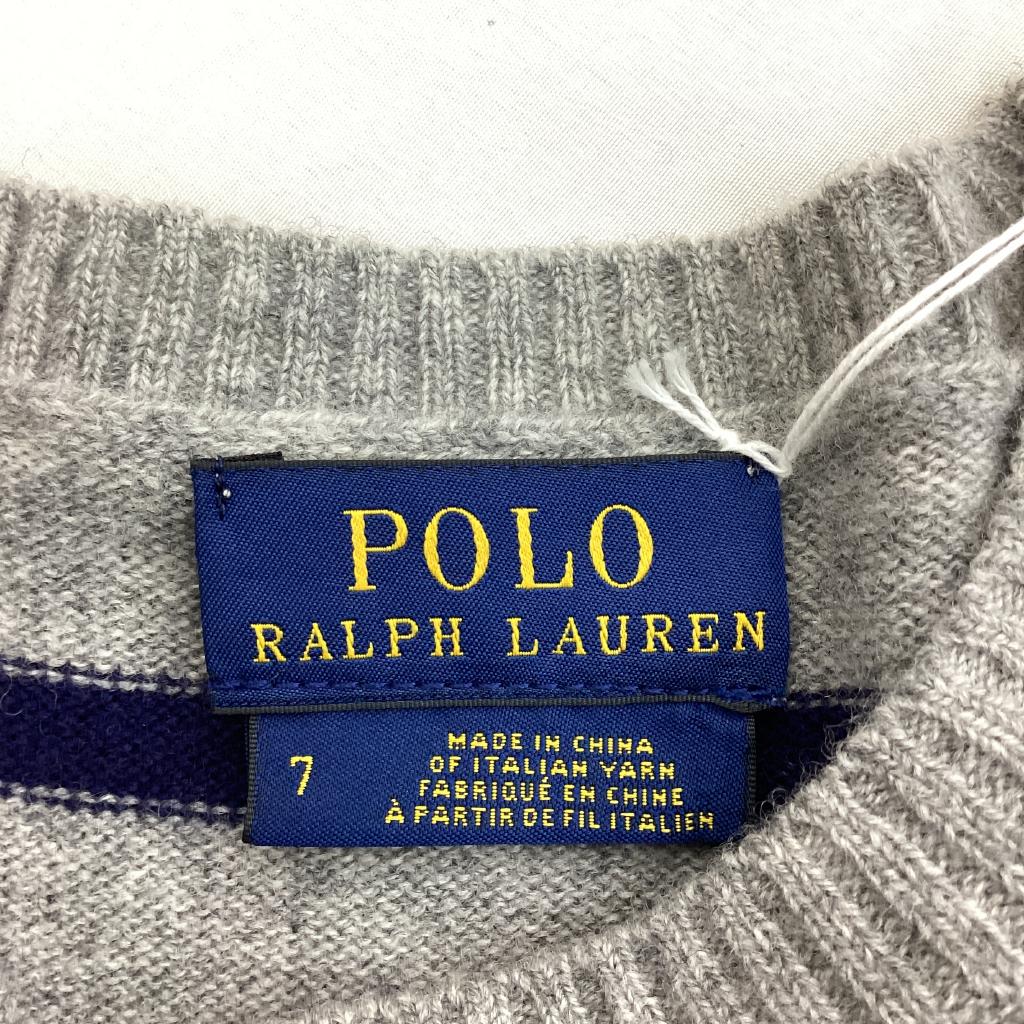 POLO
RALPH LAUREN
7
MADE IN CHINA
OF ITALIAN YARN
FABRIQUÉ EN CHINE
À PARTIR DE FIL ITALIEN